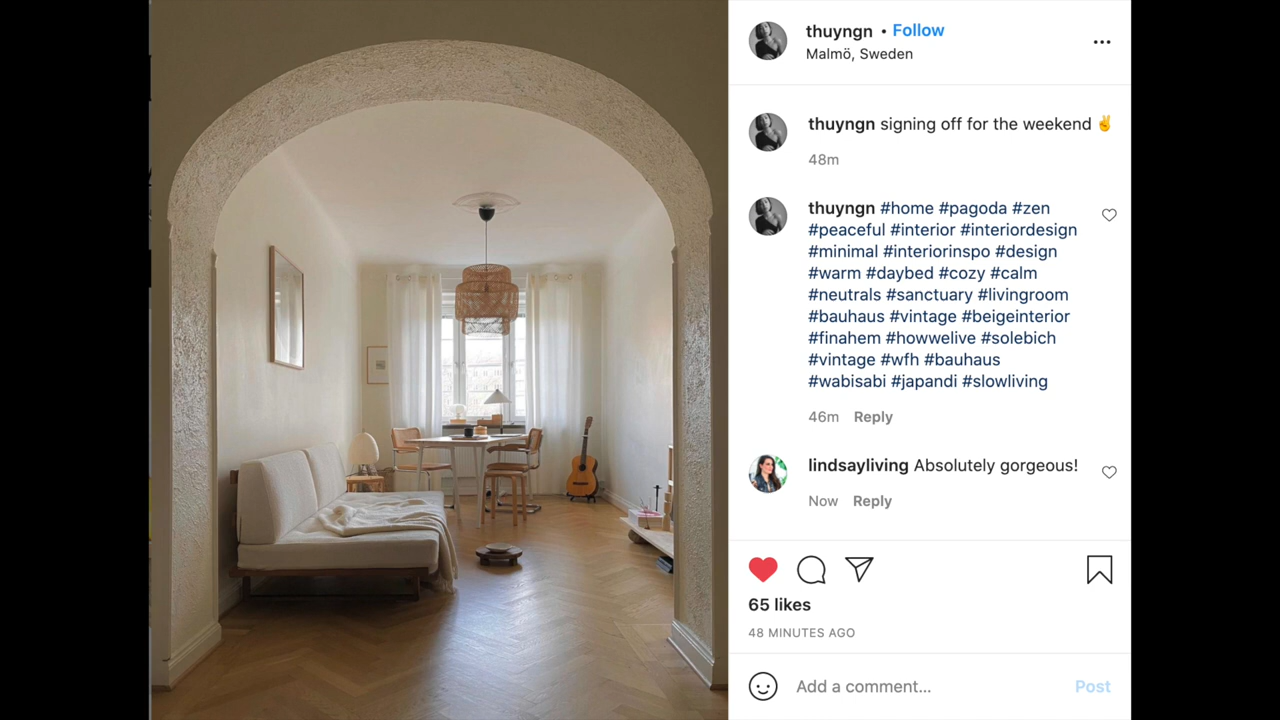 thuyngn • Follow
Malmö, Sweden
thuyngn signing off for the weekend ✌️
48m
thuyngn #home #pagoda #zen
#peaceful #interior #interiordesign
#minimal #interiorinspo #design
#warm #daybed #cozy #calm
#neutrals #sanctuary #livingroom
#bauhaus #vintage #beigeinterior
#finahem #howwelive #solebich
#vintage #wfh #bauhaus
#wabisabi #japandi #slowliving
46m Reply
lindsayliving Absolutely gorgeous!
Now Reply
65 likes
48 MINUTES AGO
Add a comment... Post